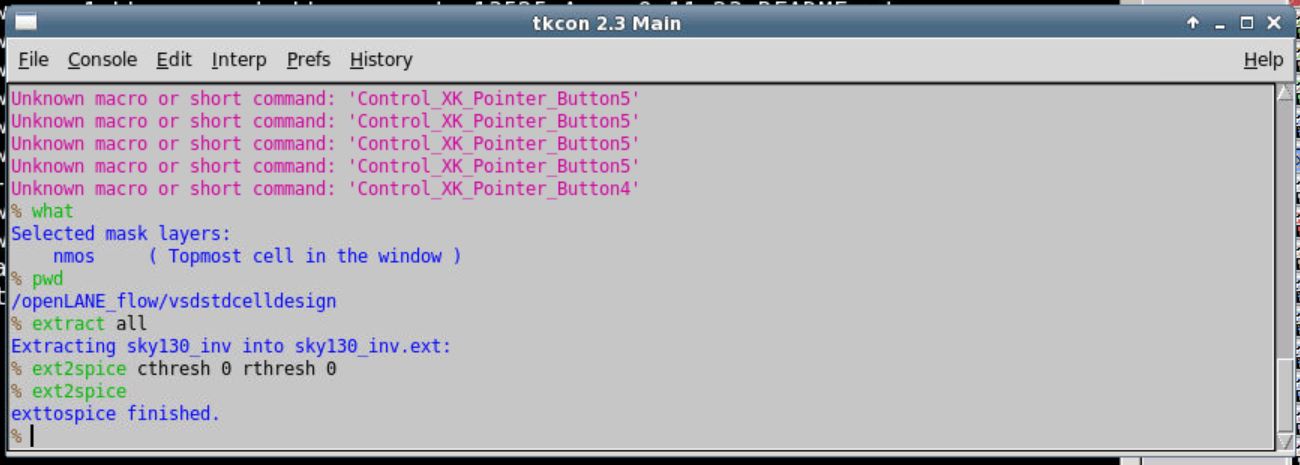 tkcon 2.3 Main
File Console Edit Interp Prefs History Help
Unknown macro or short command: 'Control_XK_Pointer_Button5'
Unknown macro or short command: 'Control_XK_Pointer_Button5'
Unknown macro or short command: 'Control_XK_Pointer_Button5'
Unknown macro or short command: 'Control_XK_Pointer_Button5'
Unknown macro or short command: 'Control_XK_Pointer_Button4'
% what
Selected mask layers:
    nmos     ( Topmost cell in the window )
% pwd
/openLANE_flow/vsdstdcelldesign
% extract all
Extracting sky130_inv into sky130_inv.ext:
% ext2spice cthresh 0 rthresh 0
% ext2spice
exttospice finished.
%